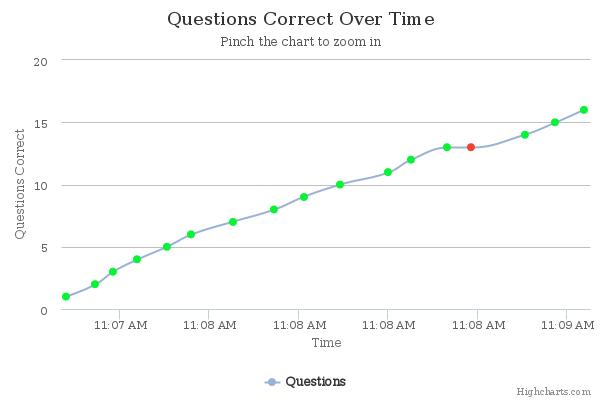 Questions Correct Over Time
Pinch the chart to zoom in
Questions Correct
20
15
10
5
0
11:07 AM 11:08 AM 11:08 AM 11:08 AM 11:08 AM 11:09 AM
Time
Questions
Highcharts.com